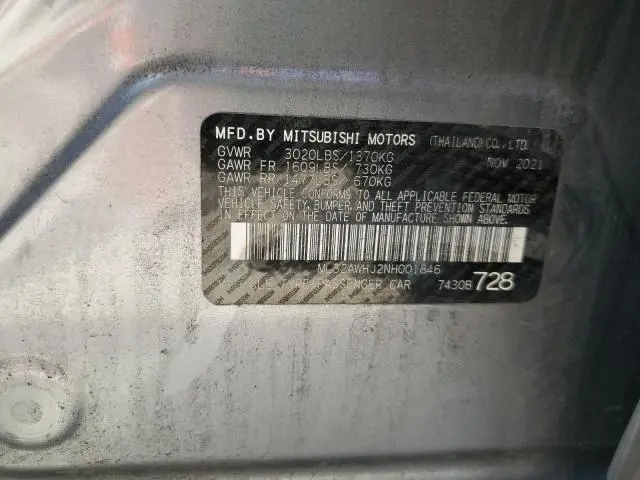 MFD.BY MITSUBISHI MOTORS (THAILAND) CO., LTD.
GVWR 3020LBS/1370KG NOV 2021
GAWR FR 1609LBS/ 730KG
GAWR RR 670KG
THIS VEHICLE CONFORMS TO ALL APPLICABLE FEDERAL MOTOR
VEHICLE SAFETY, BUMPER, AND THEFT PREVENTION STANDARDS
IN EFFECT ON THE DATE OF MANUFACTURE SHOWN ABOVE.
ML32AWHJ2NH001846
PASSENGER CAR 7430B 728